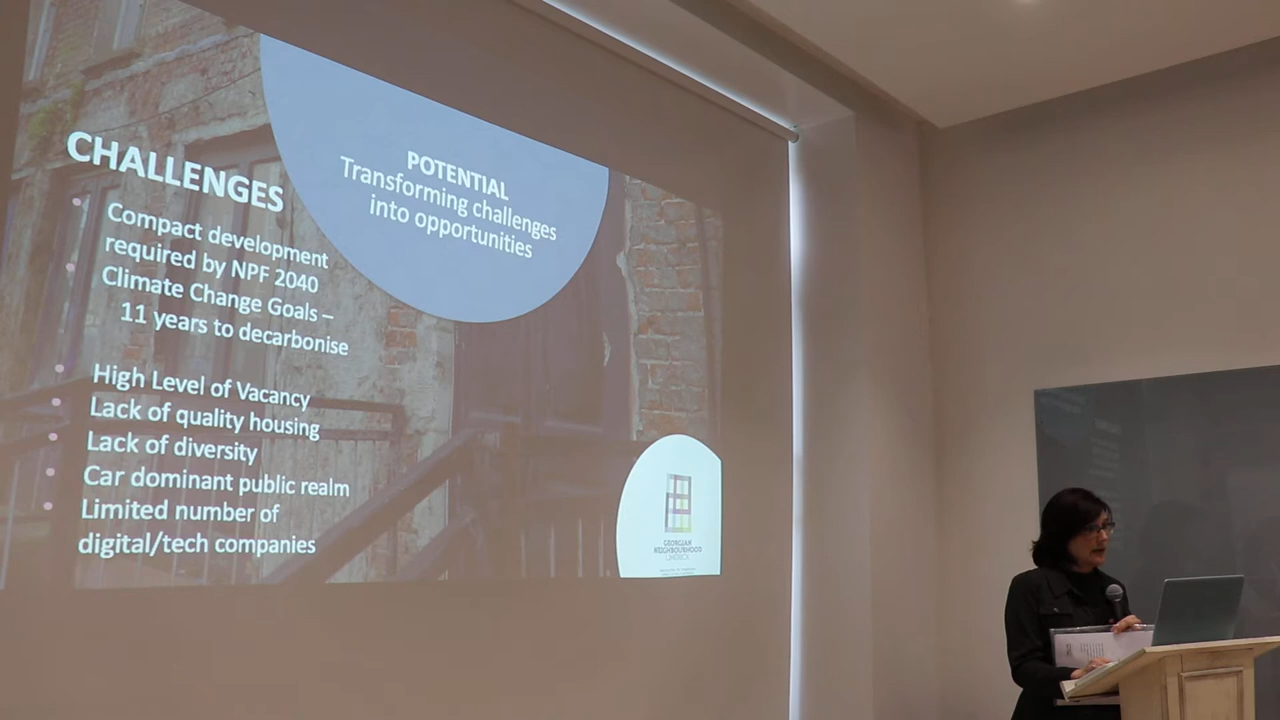 CHALLENGES
Compact development
required by NPF 2040
Climate Change Goals –
11 years to decarbonise
High Level of Vacancy
Lack of quality housing
Lack of diversity
Car dominant public realm
Limited number of
digital/tech companies
POTENTIAL
Transforming challenges
into opportunities
GEORGIAN
NEIGHBOURHOOD
LIMERICK